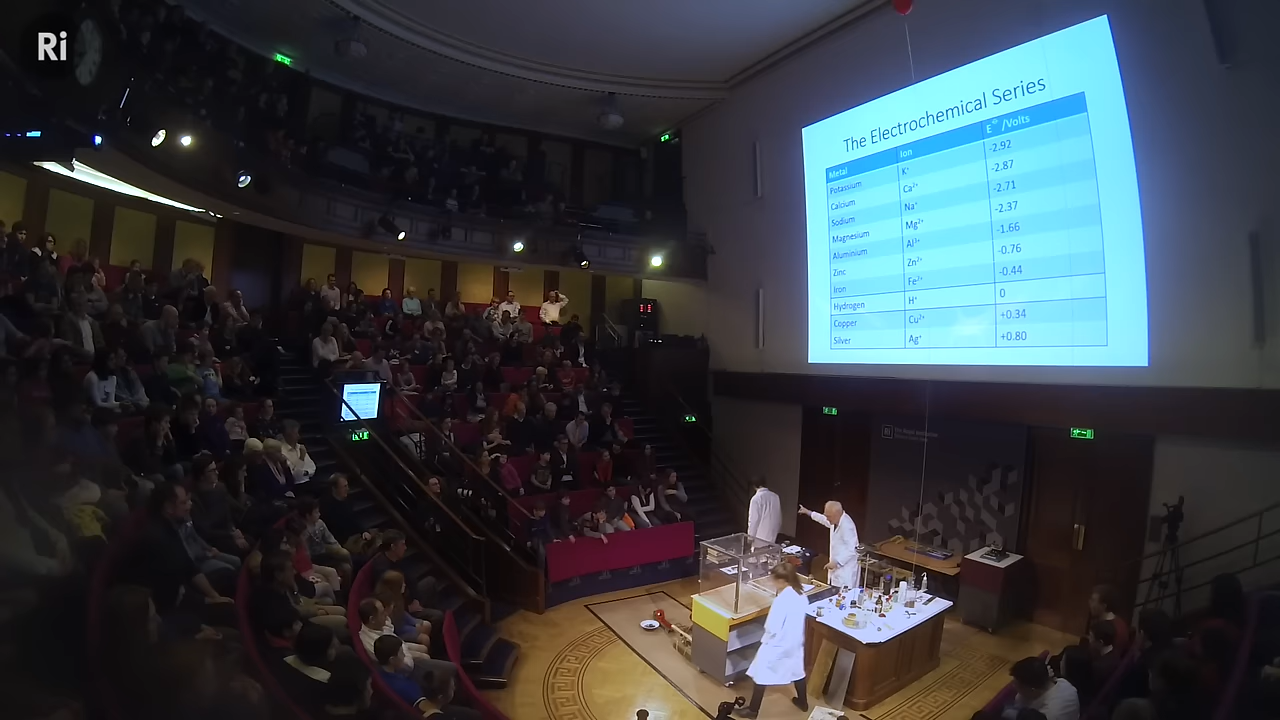 Ri
The Electrochemical Series
Metal Ion E⦵ /Volts
Potassium K⁺ -2.92
Calcium Ca²⁺ -2.87
Sodium Na⁺ -2.71
Magnesium Mg²⁺ -2.37
Aluminium Al³⁺ -1.66
Zinc Zn²⁺ -0.76
Iron Fe²⁺ -0.44
Hydrogen H⁺ 0
Copper Cu²⁺ +0.34
Silver Ag⁺ +0.80
Ri